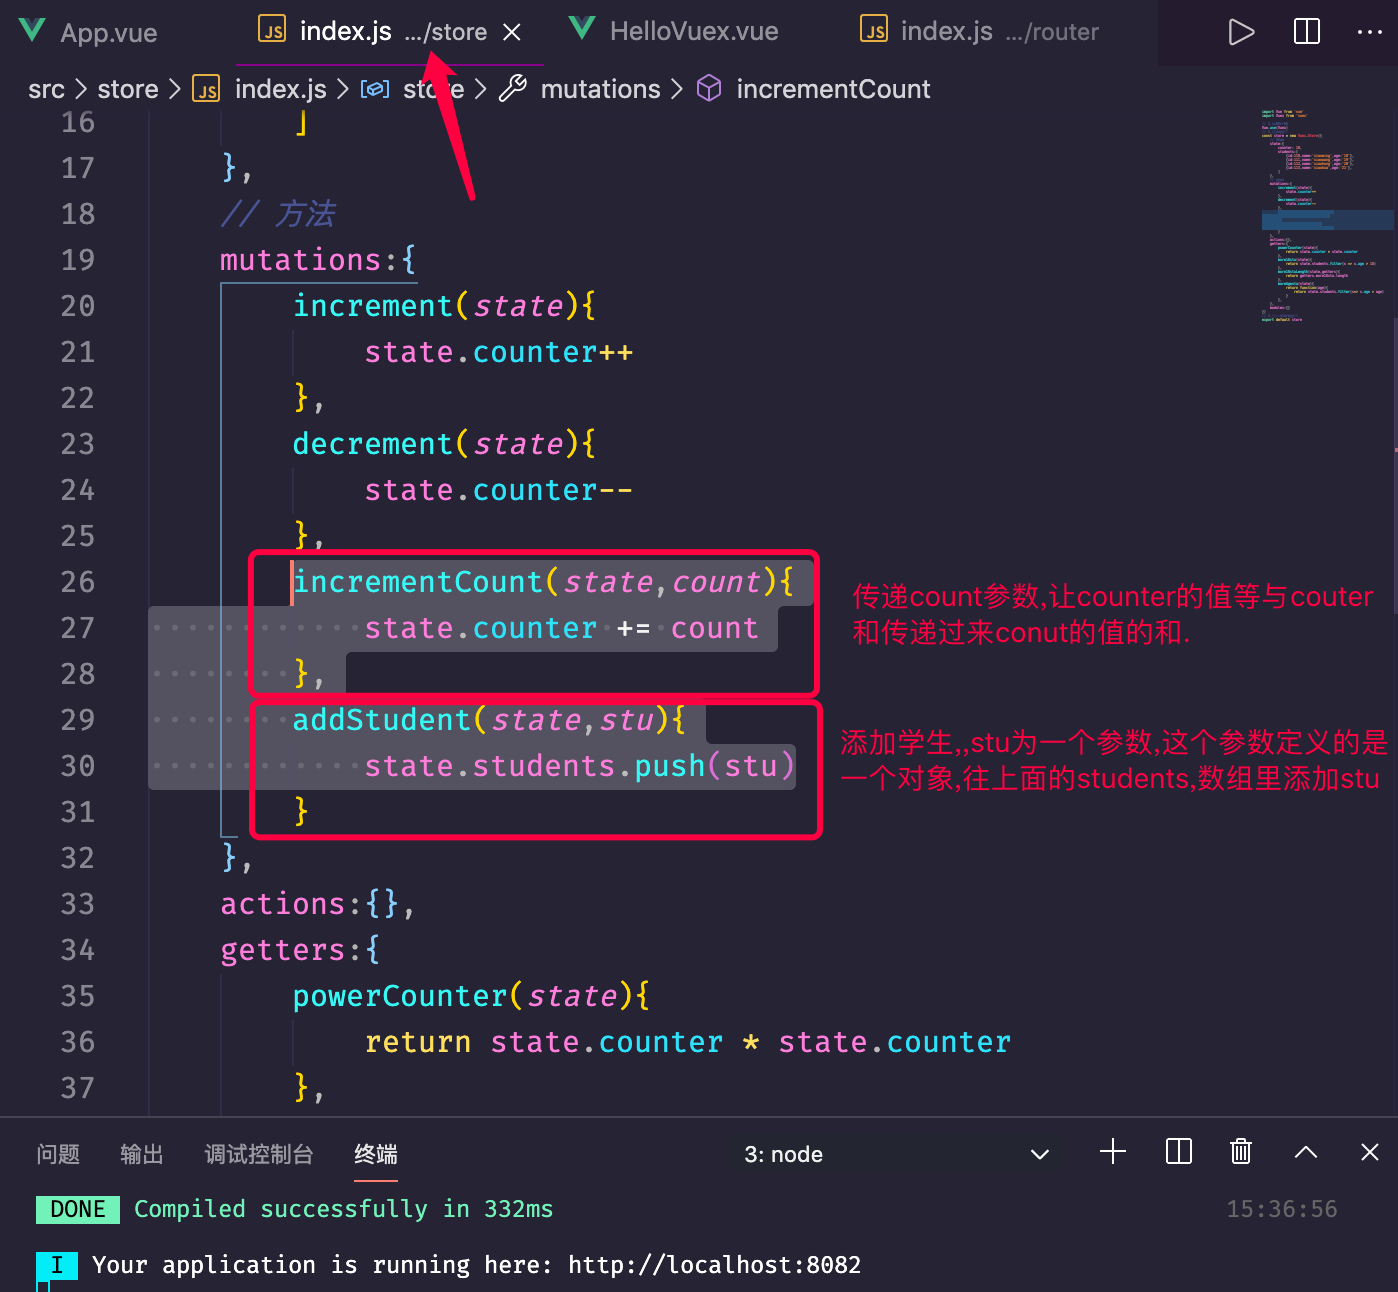 App.vue
JS index.js .../store
HelloVuex.vue
JS index.js .../router
src > store > JS index.js > store > mutations > incrementCount
16 ]
17 },
18 // 方法
19 mutations:{
20 increment(state){
21 state.counter++
22 },
23 decrement(state){
24 state.counter--
25 },
26 incrementCount(state,count){
27 state.counter += count
28 },
29 addStudent(state,stu){
30 state.students.push(stu)
31 }
32 },
33 actions:{},
34 getters:{
35 powerCounter(state){
36 return state.counter * state.counter
37 },
传递count参数,让counter的值等与couter
和传递过来conut的值的和.
添加学生,,stu为一个参数,这个参数定义的是
一个对象,往上面的students,数组里添加stu
问题 输出 调试控制台 终端 3: node
DONE Compiled successfully in 332ms 15:36:56
I Your application is running here: http://localhost:8082